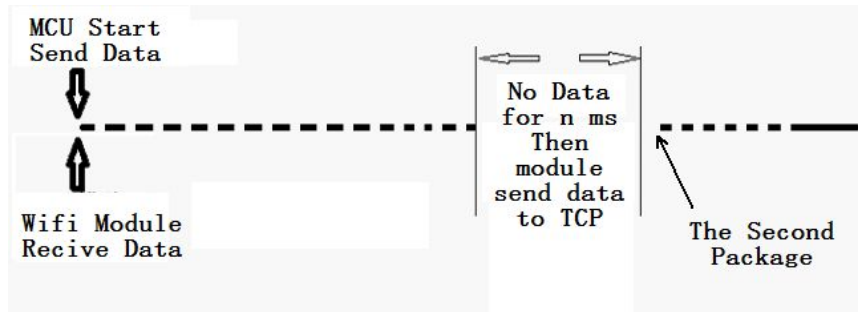 MCU Start
Send Data
No Data
for n ms
Then
module
send data
to TCP
Wifi Module
Recive Data
The Second
Package